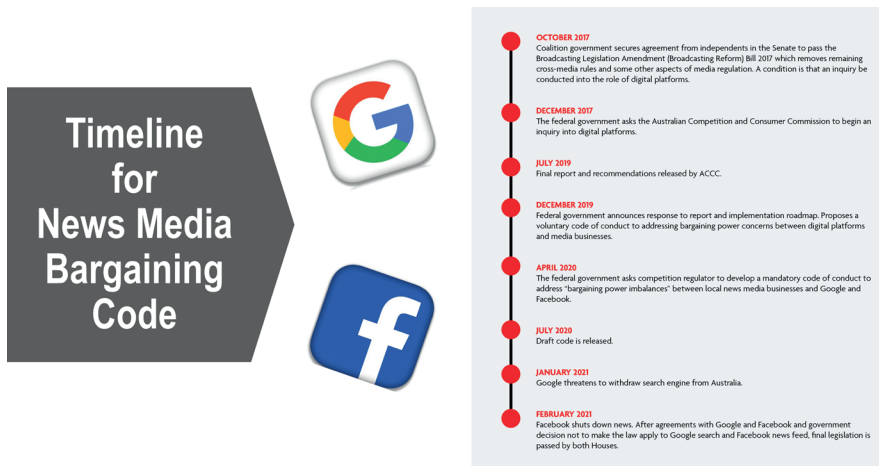 Timeline
for
News Media
Bargaining
Code
OCTOBER 2017
Coalition government secures agreement from independents in the Senate to pass the
Broadcasting Legislation Amendment (Broadcasting Reform) Bill 2017 which removes remaining
cross-media rules and some other aspects of media regulation. A condition is that an inquiry be
conducted into the role of digital platforms.
DECEMBER 2017
The federal government asks the Australian Competition and Consumer Commission to begin an
inquiry into digital platforms.
JULY 2019
Final report and recommendations released by ACCC.
DECEMBER 2019
Federal government announces response to report and implementation roadmap. Proposes a
voluntary code of conduct to addressing bargaining power concerns between digital platforms
and media businesses.
APRIL 2020
The federal government asks competition regulator to develop a mandatory code of conduct to
address “bargaining power imbalances” between local news media businesses and Google and
Facebook.
JULY 2020
Draft code is released.
JANUARY 2021
Google threatens to withdraw search engine from Australia.
FEBRUARY 2021
Facebook shuts down news. After agreements with Google and Facebook and government
decision not to make the law apply to Google search and Facebook news feed, final legislation is
passed by both Houses.